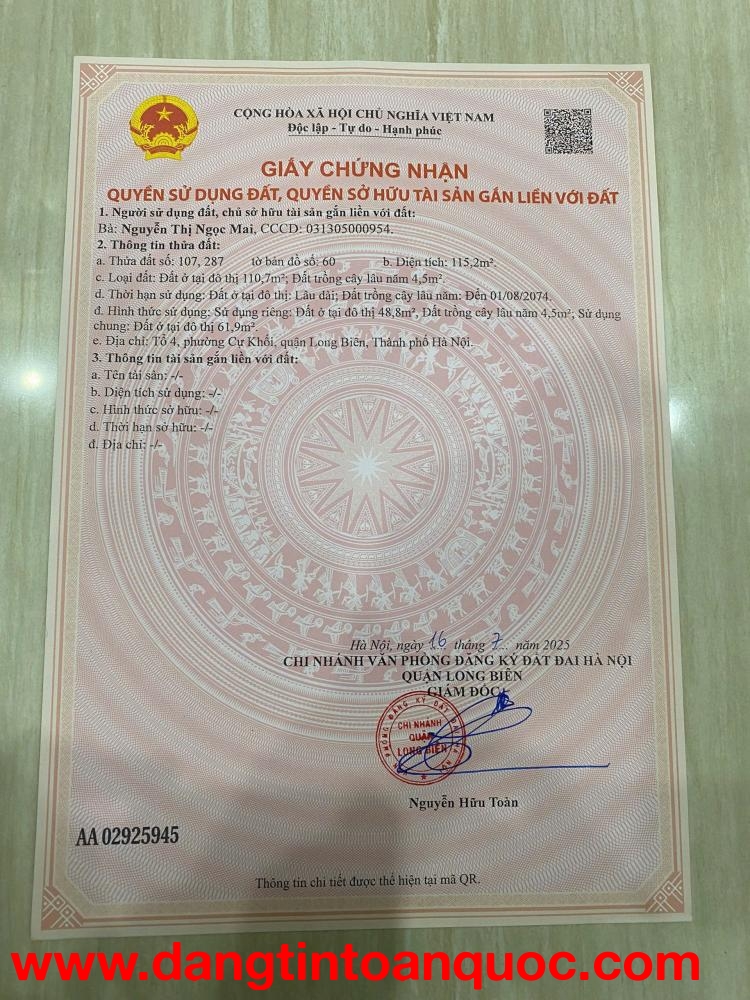 CỘNG HÒA XÃ HỘI CHỦ NGHĨA VIỆT NAM
Độc lập - Tự do - Hạnh phúc
GIẤY CHỨNG NHẬN
QUYỀN SỬ DỤNG ĐẤT, QUYỀN SỞ HỮU TÀI SẢN GẮN LIỀN VỚI ĐẤT
1. Người sử dụng đất, chủ sở hữu tài sản gắn liền với đất:
Bà: Nguyễn Thị Ngọc Mai, CCCD: 031305000954.
2. Thông tin thửa đất:
a. Thửa đất số: 107, 287 tờ bản đồ số: 60 b. Diện tích: 115,2m².
c. Loại đất: Đất ở tại đô thị 110,7m²; Đất trồng cây lâu năm 4,5m².
d. Thời hạn sử dụng: Đất ở tại đô thị: Lâu dài; Đất trồng cây lâu năm: Đến 01/08/2074.
đ. Hình thức sử dụng: Sử dụng riêng: Đất ở tại đô thị 48,8m², Đất trồng cây lâu năm 4,5m²; Sử dụng
chung: Đất ở tại đô thị 61,9m².
e. Địa chỉ: Tổ 4, phường Cự Khối, quận Long Biên, Thành phố Hà Nội.
3. Thông tin tài sản gắn liền với đất:
a. Tên tài sản: -/-
b. Diện tích sử dụng: -/-
c. Hình thức sở hữu: -/-
d. Thời hạn sở hữu: -/-
đ. Địa chỉ: -/-
Hà Nội, ngày 16 tháng 7 năm 2025
CHI NHÁNH VĂN PHÒNG ĐĂNG KÝ ĐẤT ĐAI HÀ NỘI
QUẬN LONG BIÊN
GIÁM ĐỐC
CHI NHÁNH
QUẬN
LONG BIÊN
Nguyễn Hữu Toàn
AA 02925945
Thông tin chi tiết được thể hiện tại mã QR.
www.dangtintoanquoc.com